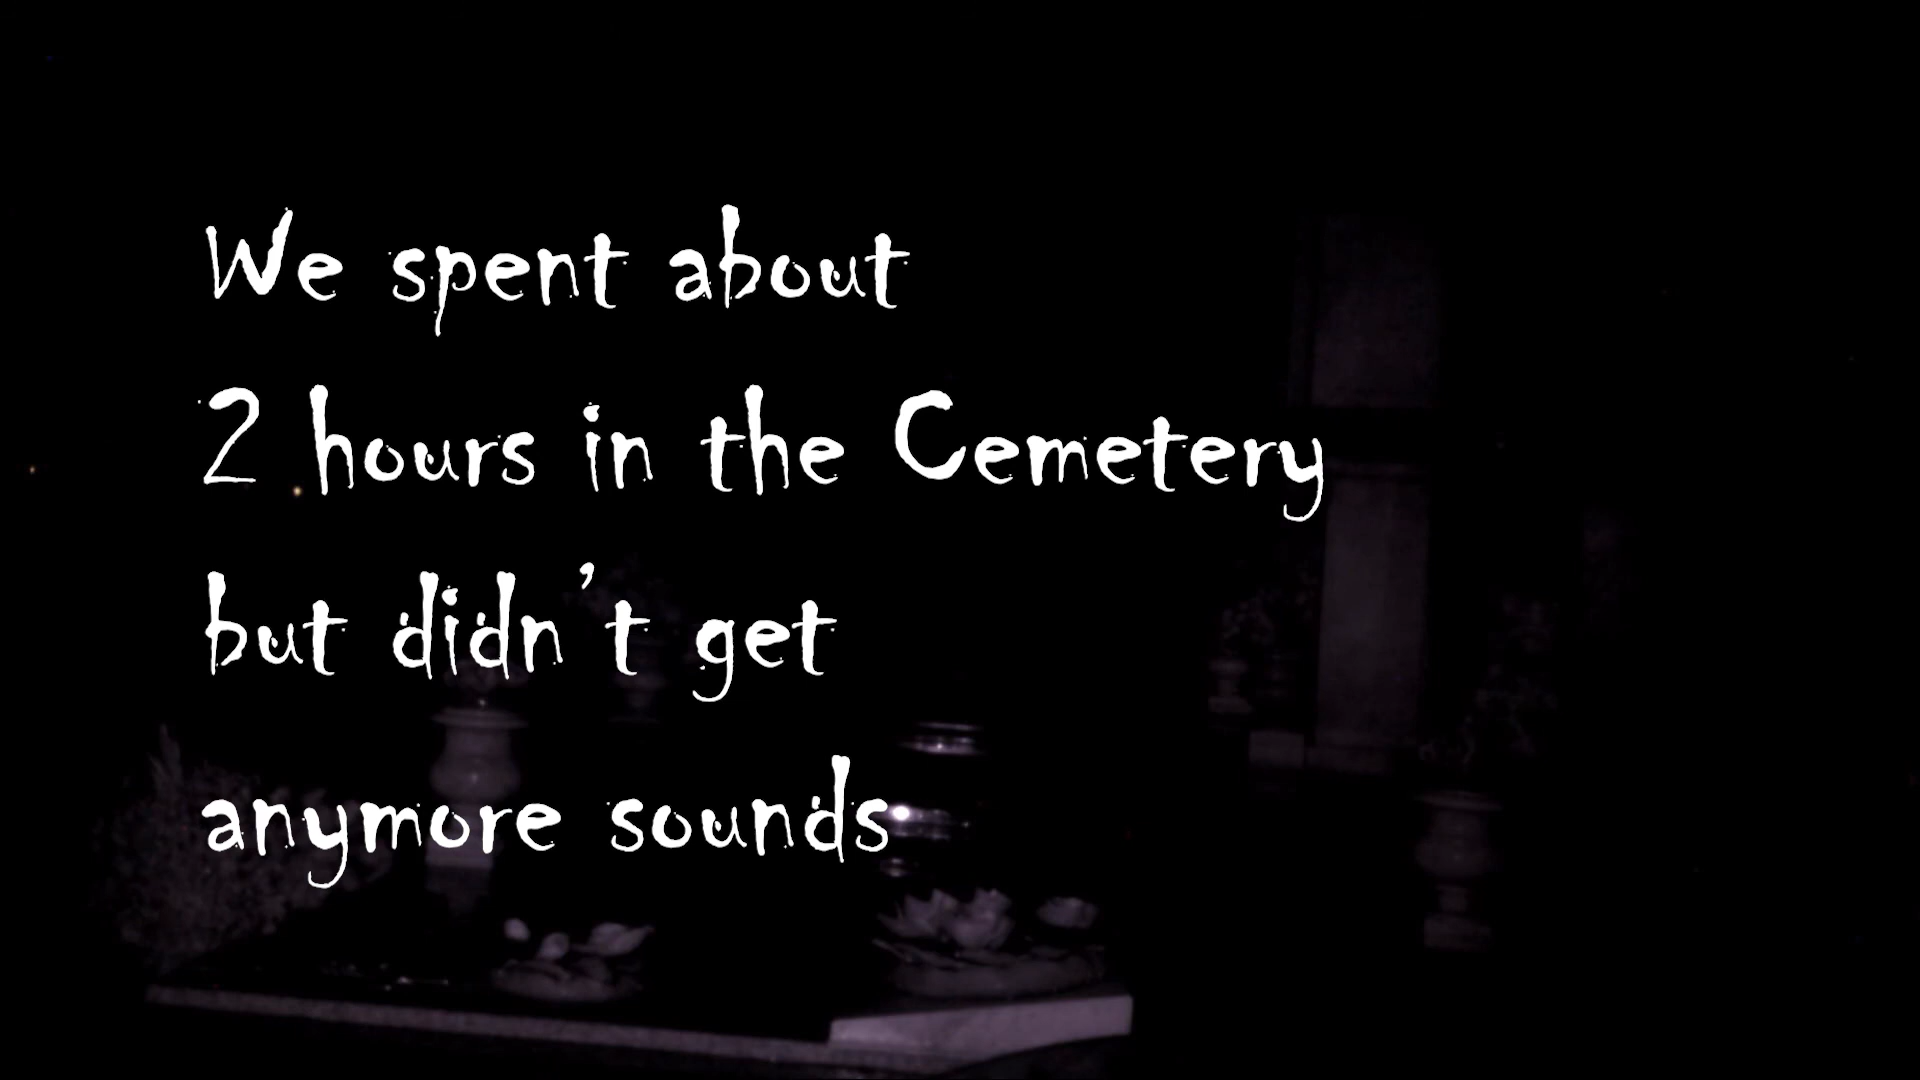 We spent about
2 hours in the Cemetery
but didn't get
anymore sounds